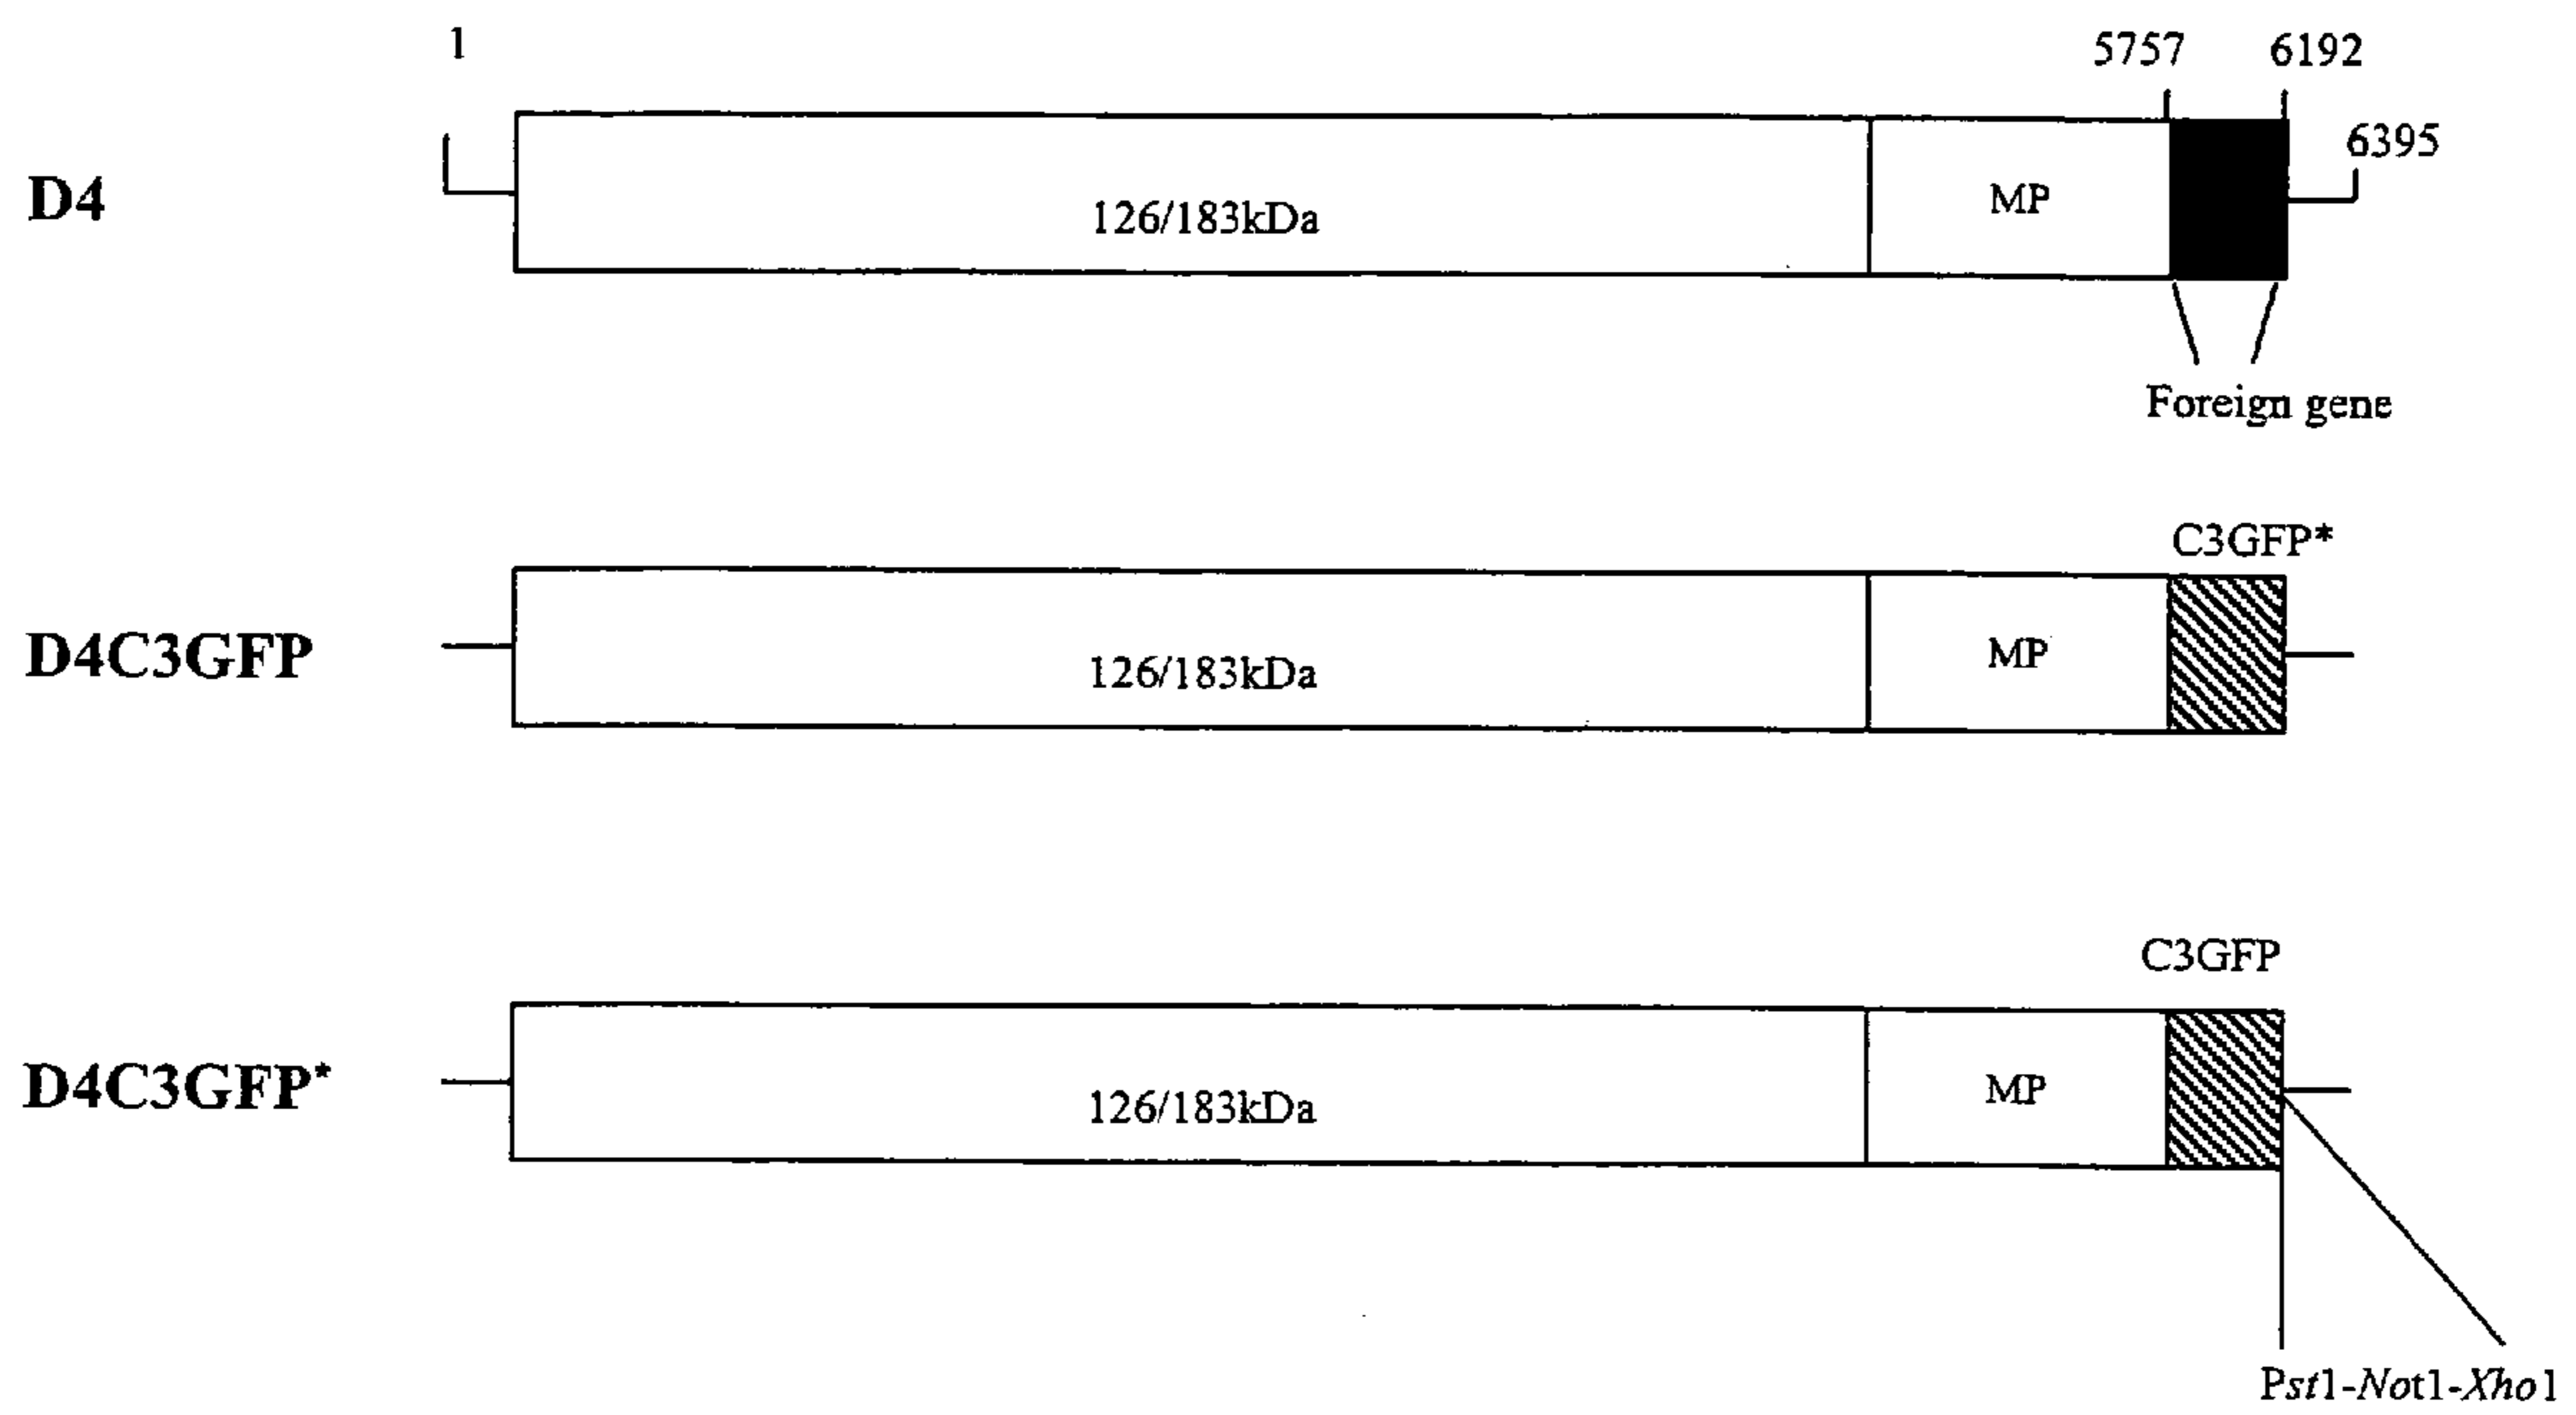 1
5757
6192
6395
D4
126/183kDa
MP
Foreign gene
C3GFP*
D4C3GFP
126/183kDa
MP
C3GFP
D4C3GFP*
126/183kDa
MP
Pst1-Not1-Xho1